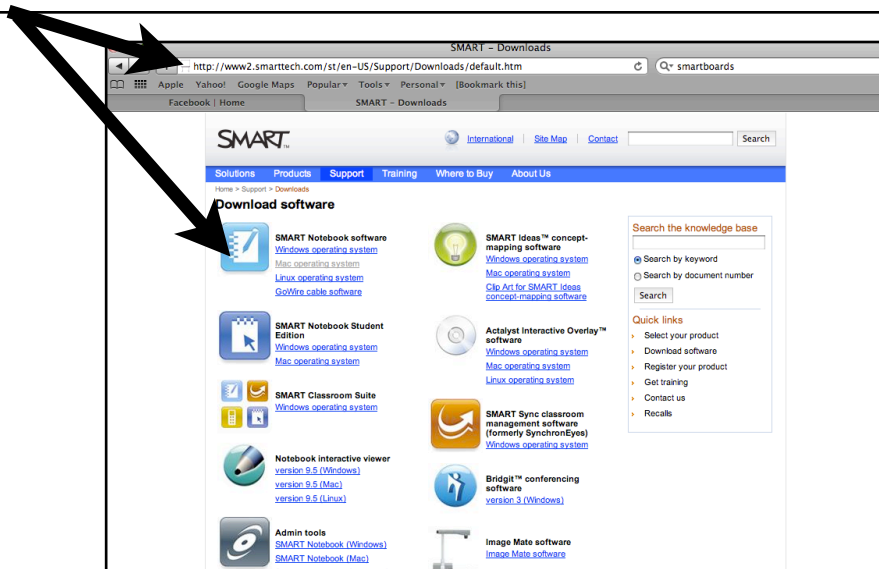 SMART – Downloads
http://www2.smarttech.com/st/en-US/Support/Downloads/default.htm
smartboards
Apple Yahoo! Google Maps Popular Tools Personal [Bookmark this]
Facebook | Home
SMART – Downloads
SMART™
International | Site Map | Contact
Search
Solutions Products Support Training Where to Buy About Us
Home > Support > Downloads
Download software
SMART Notebook software
Windows operating system
Mac operating system
Linux operating system
GoWire cable software
SMART Notebook Student
Edition
Windows operating system
Mac operating system
SMART Classroom Suite
Windows operating system
Notebook interactive viewer
version 9.5 (Windows)
version 9.5 (Mac)
version 9.5 (Linux)
Admin tools
SMART Notebook (Windows)
SMART Notebook (Mac)
SMART Ideas™ concept-
mapping software
Windows operating system
Mac operating system
Clip Art for SMART Ideas
concept-mapping software
Actalyst Interactive Overlay™
software
Windows operating system
Mac operating system
Linux operating system
SMART Sync classroom
management software
(formerly SynchronEyes)
Windows operating system
Bridgit™ conferencing
software
version 3 (Windows)
Image Mate software
Image Mate software
Search the knowledge base
Search by keyword
Search by document number
Search
Quick links
› Select your product
› Download software
› Register your product
› Get training
› Contact us
› Recalls